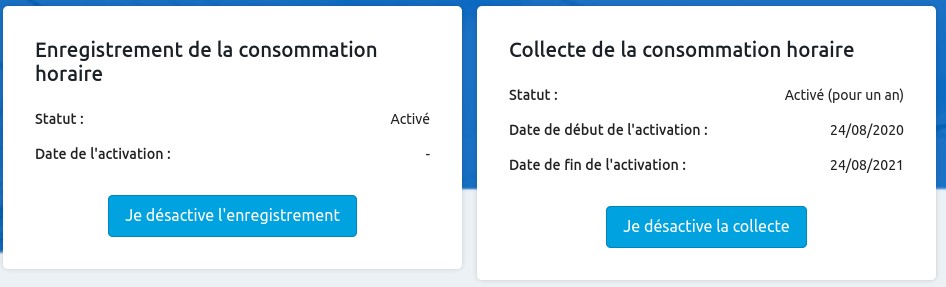 Enregistrement de la consommation
horaire
Statut : Activé
Date de l'activation : -
Je désactive l'enregistrement
Collecte de la consommation horaire
Statut : Activé (pour un an)
Date de début de l'activation : 24/08/2020
Date de fin de l'activation : 24/08/2021
Je désactive la collecte